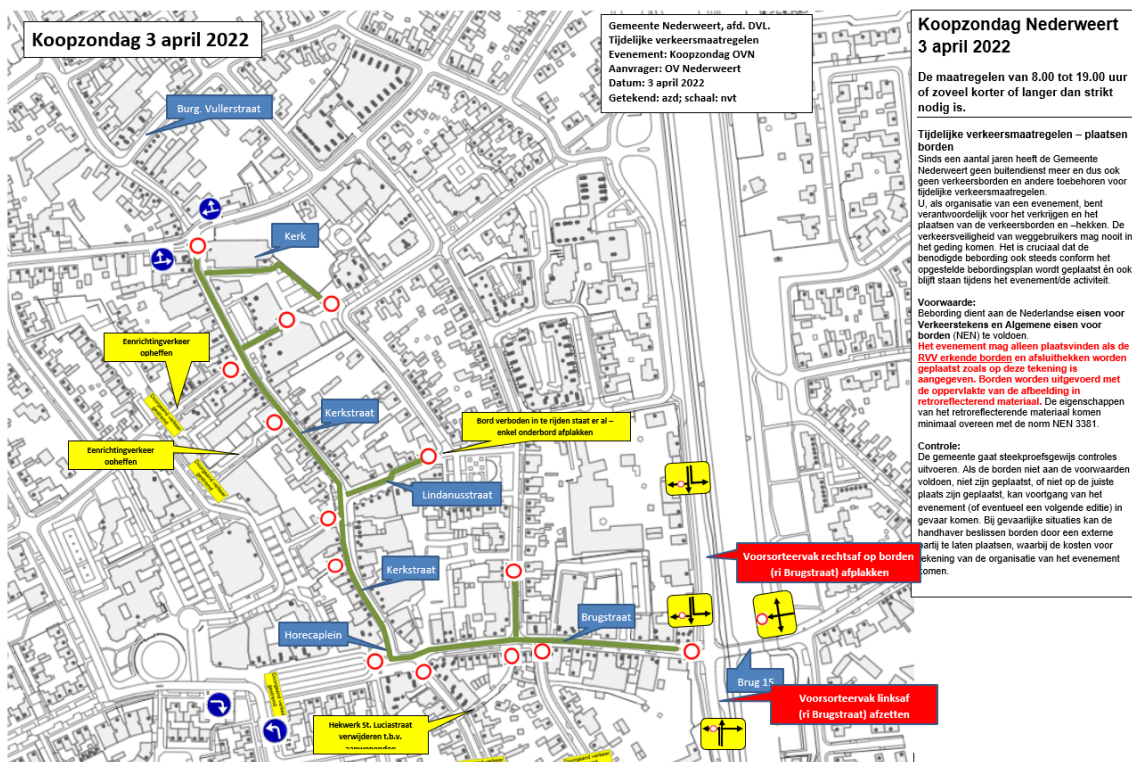 Koopzondag 3 april 2022
Gemeente Nederweert, afd. DVL.
Tijdelijke verkeersmaatregelen
Evenement: Koopzondag OVN
Aanvrager: OV Nederweert
Datum: 3 april 2022
Getekend: azd; schaal: nvt
Koopzondag Nederweert
3 april 2022
De maatregelen van 8.00 tot 19.00 uur
of zoveel korter of langer dan strikt
nodig is.
Tijdelijke verkeersmaatregelen – plaatsen
borden
Sinds een aantal jaren heeft de Gemeente
Nederweert geen buitendienst meer en dus ook
geen verkeersborden en andere toebehoren voor
tijdelijke verkeersmaatregelen.
U, als organisatie van een evenement, bent
verantwoordelijk voor het verkrijgen en het
plaatsen van de verkeersborden en –hekken. De
verkeersveiligheid van weggebruikers mag nooit in
het geding komen. Het is cruciaal dat de
benodigde bebording ook steeds conform het
opgestelde bebordingsplan wordt geplaatst én ook
blijft staan tijdens het evenement/de activiteit.
Voorwaarde:
Bebording dient aan de Nederlandse eisen voor
Verkeerstekens en Algemene eisen voor
borden (NEN) te voldoen.
Het evenement mag alleen plaatsvinden als de
RVV erkende borden en afsluithekken worden
geplaatst zoals op deze tekening is
aangegeven. Borden worden uitgevoerd met
de oppervlakte van de afbeelding in
retroreflecterend materiaal. De eigenschappen
van het retroreflecterende materiaal komen
minimaal overeen met de norm NEN 3381.
Controle:
De gemeente gaat steekproefsgewijs controles
uitvoeren. Als de borden niet aan de voorwaarden
voldoen, niet zijn geplaatst, of niet op de juiste
plaats zijn geplaatst, kan voortgang van het
evenement (of eventueel een volgende editie) in
gevaar komen. Bij gevaarlijke situaties kan de
handhaver beslissen borden door een externe
partij te laten plaatsen, waarbij de kosten voor
rekening van de organisatie van het evenement
komen.
Burg. Vullerstraat
Kerk
Eenrichtingverkeer
opheffen
Doorgaand verkeer
gestremd
Kerkstraat
Bord verboden in te rijden staat er al –
enkel onderbord afplakken
Eenrichtingverkeer
opheffen
Doorgaand verkeer
gestremd
Lindanusstraat
Voorsorteervak rechtsaf op borden
(ri Brugstraat) afplakken
Kerkstraat
Horecaplein
Brugstraat
Brug 15
Doorgaand verkeer
gestremd
Voorsorteervak linksaf
(ri Brugstraat) afzetten
Hekwerk St. Luciastraat
verwijderen t.b.v.
Doorgaand verkeer
Doorgaand verkeer